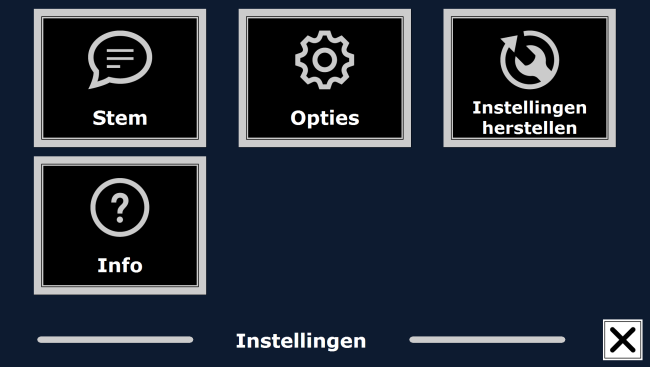 Stem
Opties
Instellingen
herstellen
Info
Instellingen